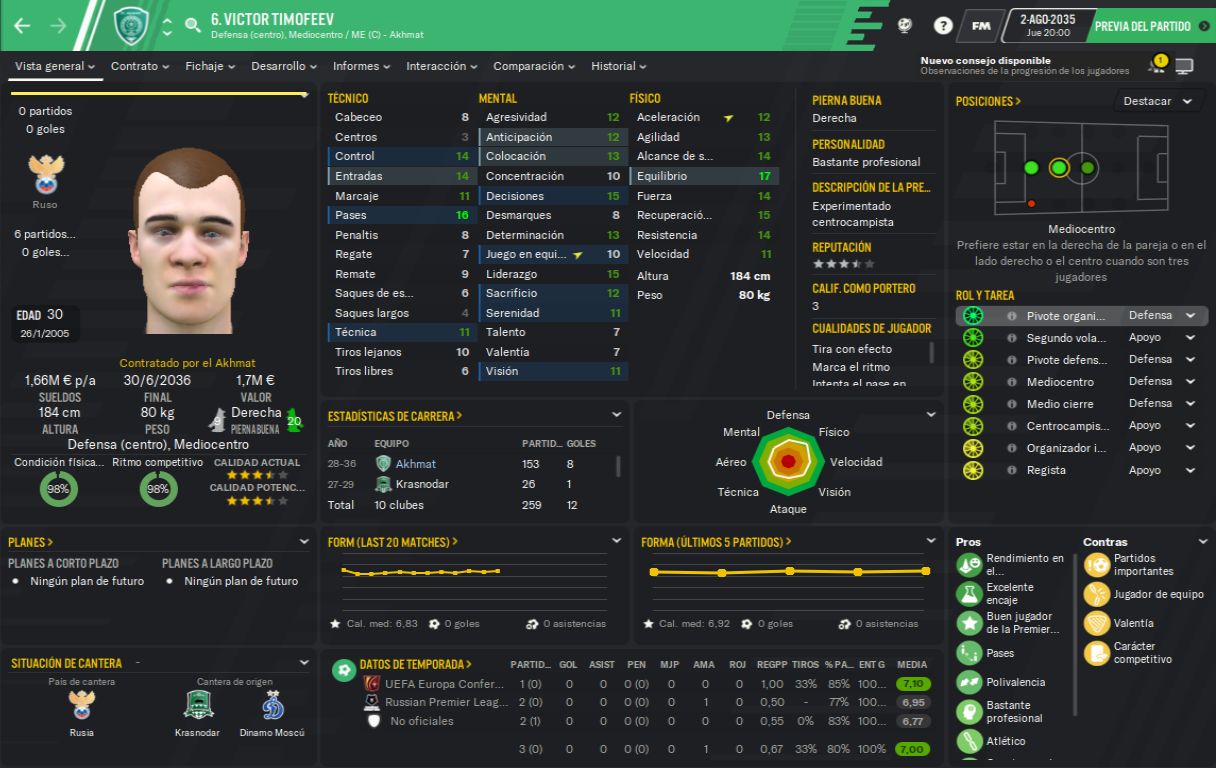 6. VICTOR TIMOFEEV
Defensa (centro), Mediocentro / ME (C) - Akhmat
FM
2-AGO-2035
Jue 20:00
PREVIA DEL PARTIDO
Vista general
Contrato
Fichaje
Desarrollo
Informes
Interacción
Comparación
Historial
Nuevo consejo disponible
Observaciones de la progresión de los jugadores
1
0 partidos
0 goles
Ruso
6 partidos...
0 goles...
EDAD 30
26/1/2005
Contratado por el Akhmat
1,66M € p/a 30/6/2036 1,7M €
SUELDOS FINAL VALOR
184 cm 80 kg 9 Derecha 20
ALTURA PESO PIERNA BUENA
Defensa (centro), Mediocentro
Condición física... Ritmo competitivo CALIDAD ACTUAL
98% 98%
CALIDAD POTENC...
TÉCNICO
Cabeceo 8
Centros 3
Control 14
Entradas 14
Marcaje 11
Pases 16
Penaltis 8
Regate 7
Remate 9
Saques de es... 6
Saques largos 4
Técnica 11
Tiros lejanos 10
Tiros libres 6
MENTAL
Agresividad 12
Anticipación 12
Colocación 13
Concentración 10
Decisiones 15
Desmarques 8
Determinación 13
Juego en equi... 10
Liderazgo 15
Sacrificio 12
Serenidad 11
Talento 7
Valentía 7
Visión 11
FÍSICO
Aceleración 12
Agilidad 13
Alcance de s... 14
Equilibrio 17
Fuerza 14
Recuperació... 15
Resistencia 14
Velocidad 11
Altura 184 cm
Peso 80 kg
PIERNA BUENA
Derecha
PERSONALIDAD
Bastante profesional
DESCRIPCIÓN DE LA PRE...
Experimentado
centrocampista
REPUTACIÓN
CALIF. COMO PORTERO
3
CUALIDADES DE JUGADOR
Tira con efecto
Marca el ritmo
Intenta el pase en
POSICIONES >
Destacar
Mediocentro
Prefiere estar en la derecha de la pareja o en el
lado derecho o el centro cuando son tres
jugadores
ROL Y TAREA
Pivote organi... Defensa
Segundo vola... Apoyo
Pivote defens... Defensa
Mediocentro Defensa
Medio cierre Defensa
Centrocampis... Apoyo
Organizador i... Apoyo
Regista Apoyo
ESTADÍSTICAS DE CARRERA >
AÑO EQUIPO PARTID... GOLES
28-36 Akhmat 153 8
27-29 Krasnodar 26 1
Total 10 clubes 259 12
Defensa
Mental Físico
Aéreo Velocidad
Técnica Visión
Ataque
PLANES >
PLANES A CORTO PLAZO PLANES A LARGO PLAZO
Ningún plan de futuro Ningún plan de futuro
FORM (LAST 20 MATCHES) >
Cal. med: 6,83 0 goles 0 asistencias
FORMA (ÚLTIMOS 5 PARTIDOS) >
Cal. med: 6,92 0 goles 0 asistencias
Pros
Rendimiento en
el...
Excelente
encaje
Buen jugador
de la Premier...
Pases
Polivalencia
Bastante
profesional
Atlético
Contras
Partidos
importantes
Jugador de equipo
Valentía
Carácter
competitivo
SITUACIÓN DE CANTERA -
País de cantera Cantera de origen
Rusia Krasnodar Dinamo Moscú
DATOS DE TEMPORADA > PARTID... GOL ASIST PEN MJP AMA ROJ REGPP TIROS % PA... ENT G MEDIA
UEFA Europa Confer... 1 (0) 0 0 0 (0) 0 0 0 1,00 33% 85% 100... 7,10
Russian Premier Leag... 2 (0) 0 0 0 (0) 0 1 0 0,50 77% 100... 6,95
No oficiales 2 (1) 0 0 0 (0) 0 0 0 0,55 0% 83% 100... 6,77
3 (0) 0 0 0 (0) 0 1 0 0,67 33% 80% 100% 7,00